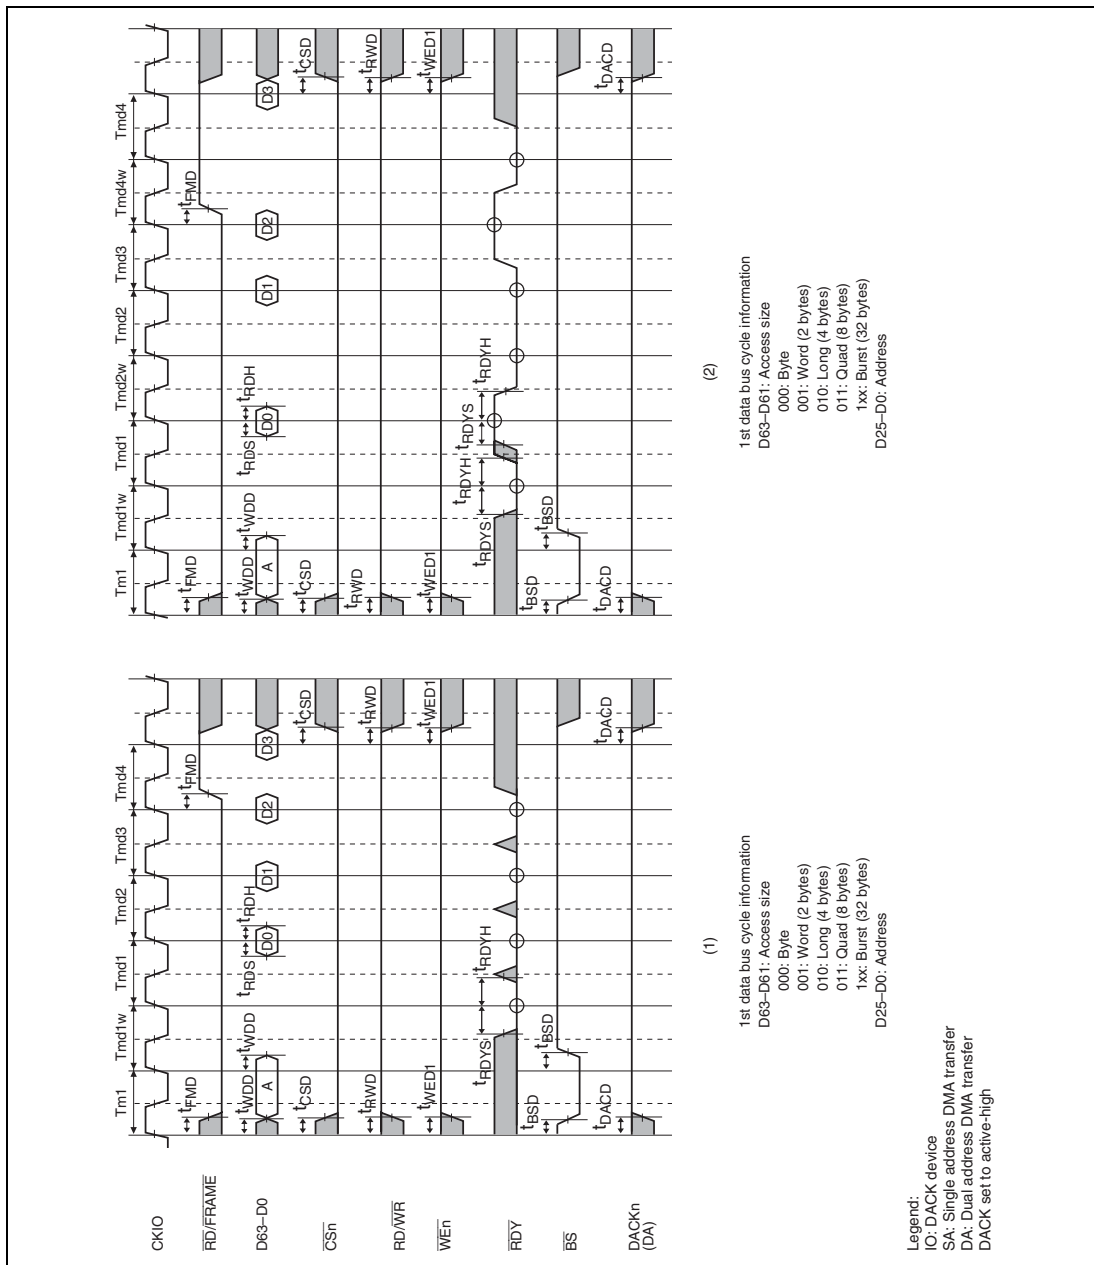 Tm1 Tmd1w Tmd1 Tmd2 Tmd3 Tmd4
CKIO
RD/FRAME
tFMD tFMD
D63–D0
tWDD A tWDD tRDS D0 tRDH D1 D2 D3
CSn
tCSD tCSD
RD/WR
tRWD tRWD
WEn
tWED1 tWED1
RDY
tRDYS tRDYH
BS
tBSD tBSD
DACKn
(DA)
tDACD tDACD
(1)
1st data bus cycle information
D63–D61: Access size
000: Byte
001: Word (2 bytes)
010: Long (4 bytes)
011: Quad (8 bytes)
1xx: Burst (32 bytes)
D25–D0: Address
Tm1 Tmd1w Tmd1 Tmd2w Tmd2 Tmd3 Tmd4w Tmd4
tFMD tFMD
tWDD A tWDD tRDS D0 tRDH D1 D2 D3
tCSD tCSD
tRWD tRWD
tWED1 tWED1
tRDYS tRDYH tRDYS tRDYH
tBSD tBSD
tDACD tDACD
(2)
1st data bus cycle information
D63–D61: Access size
000: Byte
001: Word (2 bytes)
010: Long (4 bytes)
011: Quad (8 bytes)
1xx: Burst (32 bytes)
D25–D0: Address
Legend:
IO: DACK device
SA: Single address DMA transfer
DA: Dual address DMA transfer
DACK set to active-high